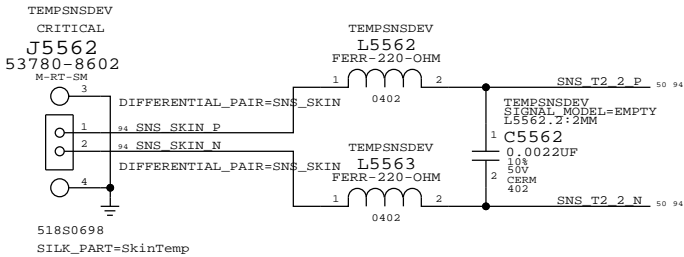 TEMPSNSDEV
CRITICAL
J5562
53780-8602
M-RT-SM
3
1
2
4
518S0698
SILK_PART=SkinTemp
DIFFERENTIAL_PAIR=SNS_SKIN
94 SNS_SKIN_P
94 SNS_SKIN_N
DIFFERENTIAL_PAIR=SNS_SKIN
TEMPSNSDEV
L5562
FERR-220-OHM
1 2
0402
TEMPSNSDEV
L5563
FERR-220-OHM
1 2
0402
SNS_T2_2_P 50 94
TEMPSNSDEV
SIGNAL_MODEL=EMPTY
L5562.2:2MM
1 C5562
0.0022UF
10%
50V
2 CERM
402
SNS_T2_2_N 50 94